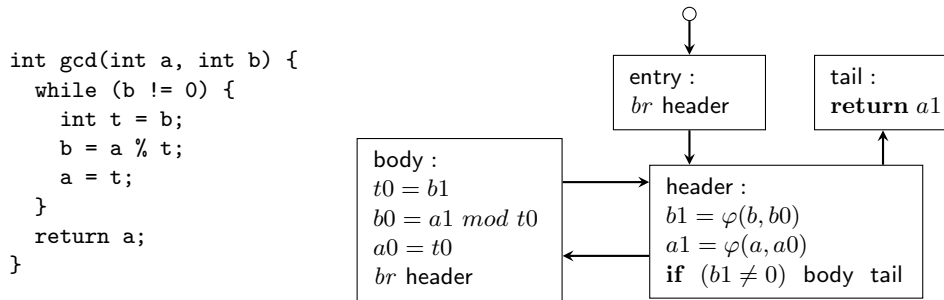 int gcd(int a, int b) {
while (b != 0) {
int t = b;
b = a % t;
a = t;
}
return a;
}
entry :
br header
tail :
return a1
body :
t0 = b1
b0 = a1 mod t0
a0 = t0
br header
header :
b1 = φ(b, b0)
a1 = φ(a, a0)
if (b1 ≠ 0) body tail